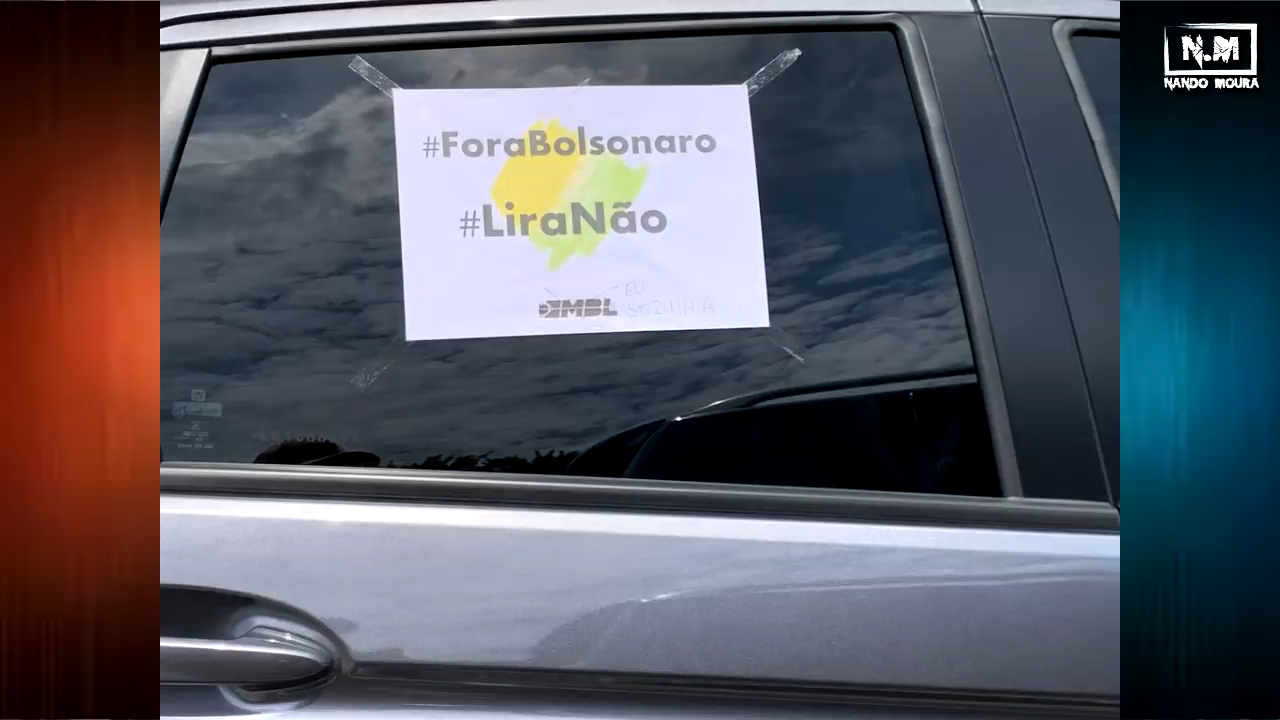 N.M
NANDO MOURA
#ForaBolsonaro
#LiraNão
MBL
EU
SOZINHA